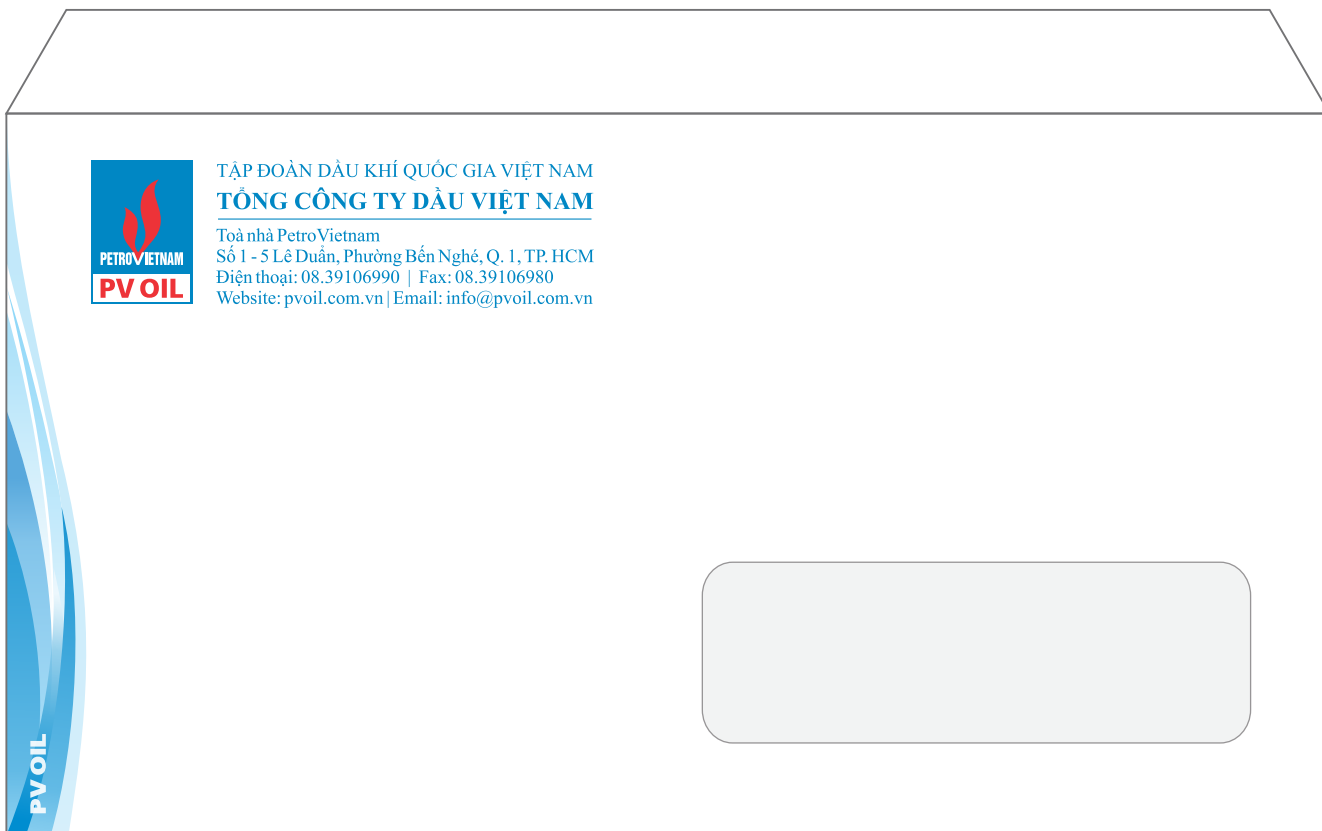 TẬP ĐOÀN DẦU KHÍ QUỐC GIA VIỆT NAM
TỔNG CÔNG TY DẦU VIỆT NAM
Toà nhà PetroVietnam
Số 1 - 5 Lê Duẩn, Phường Bến Nghé, Q. 1, TP. HCM
Điện thoại: 08.39106990 | Fax: 08.39106980
Website: pvoil.com.vn | Email: info@pvoil.com.vn
PETROVIETNAM
PV OIL
PV OIL